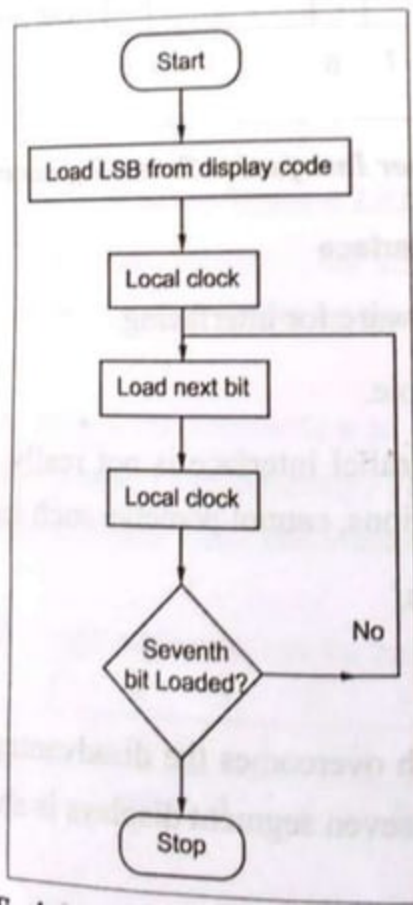 Start
Load LSB from display code
Local clock
Load next bit
Local clock
No
Seventh
bit Loaded?
Stop